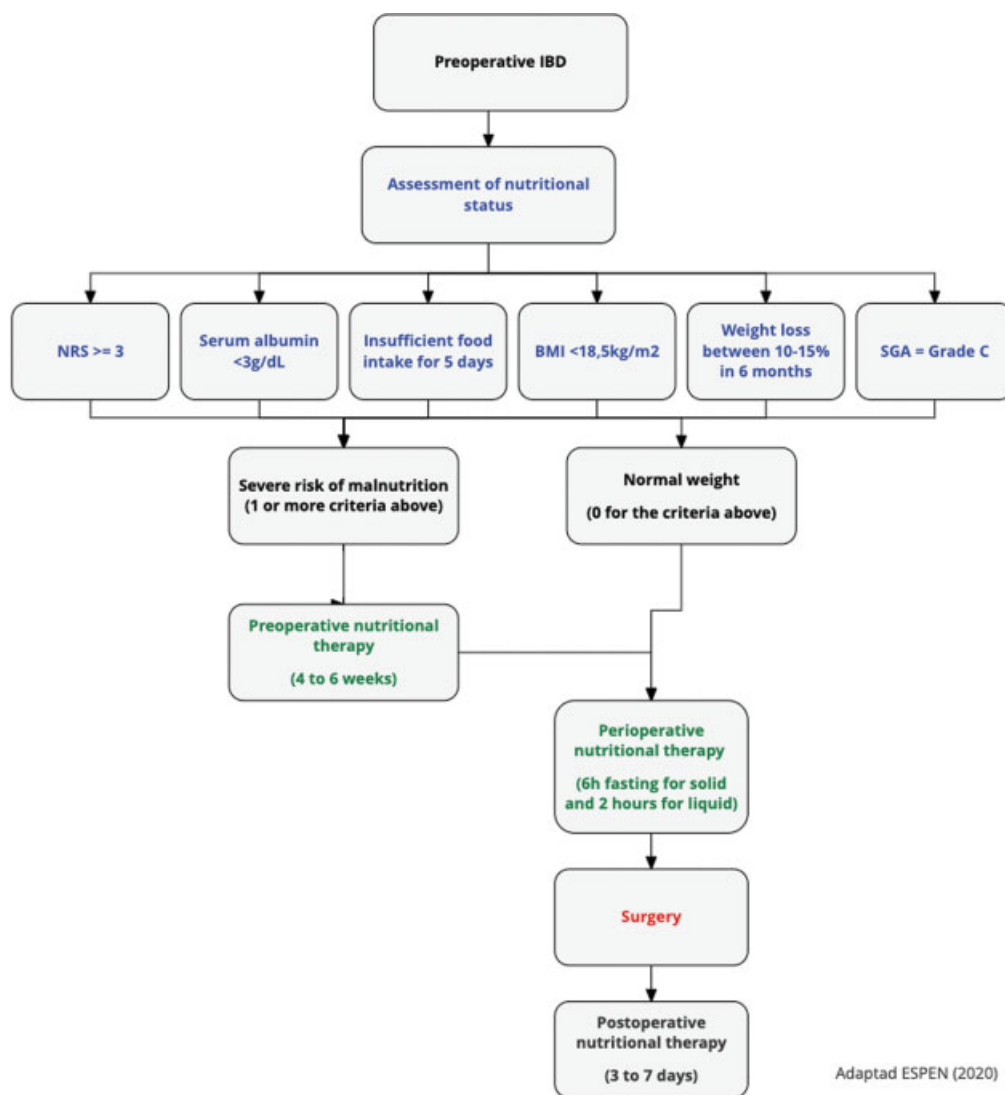 Preoperative IBD
Assessment of nutritional
status
NRS >= 3
Serum albumin
<3g/dL
Insufficient food
intake for 5 days
BMI <18,5kg/m2
Weight loss
between 10-15%
in 6 months
SGA = Grade C
Severe risk of malnutrition
(1 or more criteria above)
Normal weight
(0 for the criteria above)
Preoperative nutritional
therapy
(4 to 6 weeks)
Perioperative
nutritional therapy
(6h fasting for solid
and 2 hours for liquid)
Surgery
Postoperative
nutritional therapy
(3 to 7 days)
Adaptad ESPEN (2020)